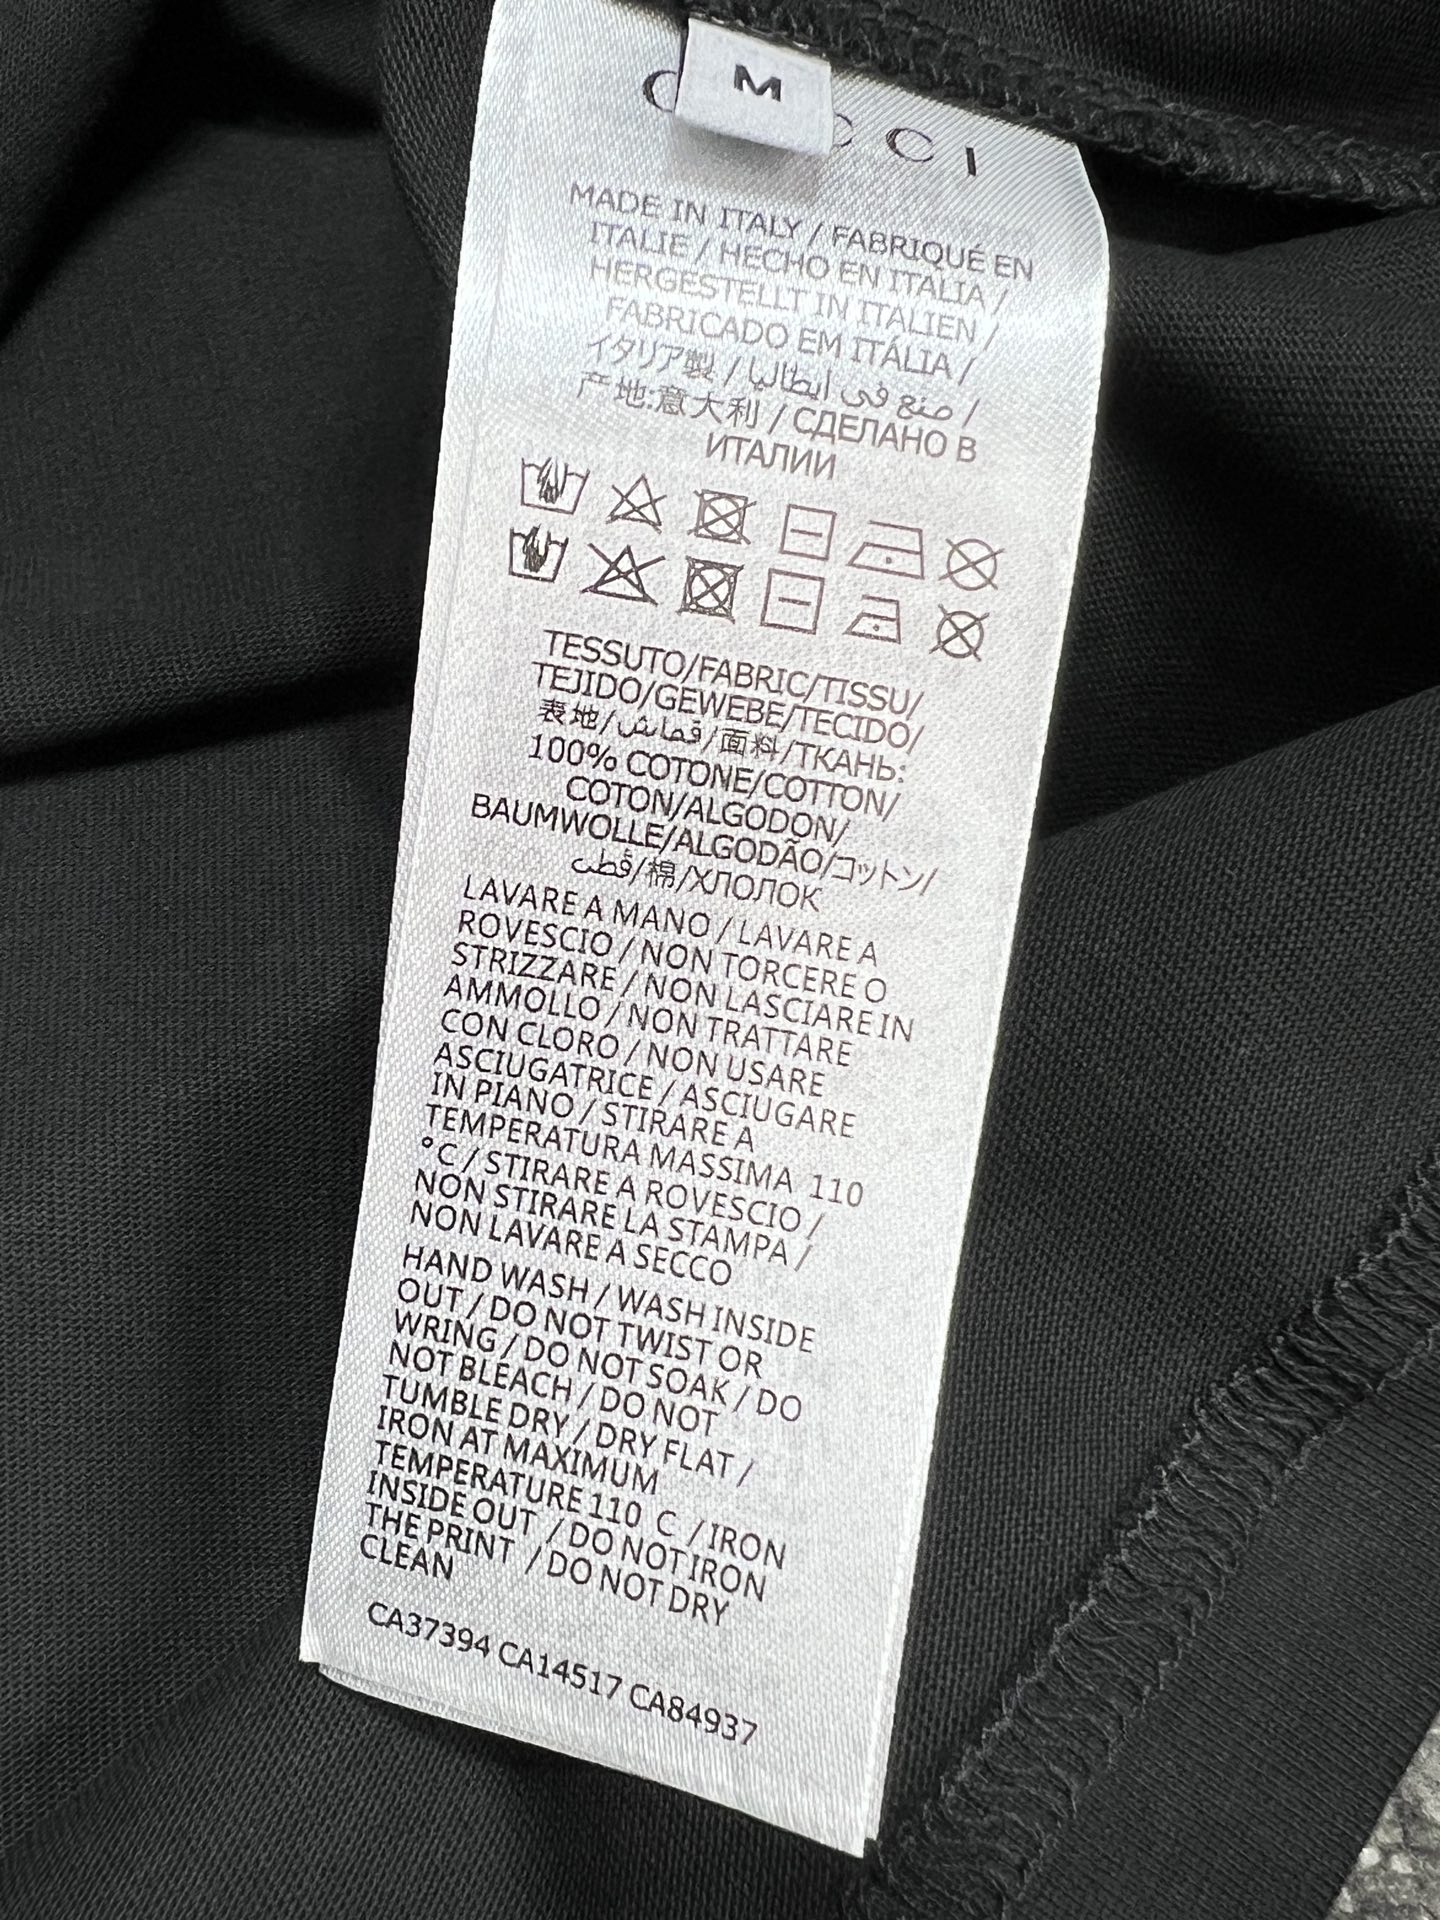 M
G CCI
MADE IN ITALY / FABRIQUÉ EN
ITALIE / HECHO EN ITALIA /
HERGESTELLT IN ITALIEN /
FABRICADO EM ITÁLIA /
イタリア製 / صنع في ايطاليا /
产地:意大利 / СДЕЛАНО В
ИТАЛИИ
TESSUTO/FABRIC/TISSU/
TEJIDO/GEWEBE/TECIDO/
表地/قماش/面料/ТКАНЬ:
100% COTONE/COTTON/
COTON/ALGODON/
BAUMWOLLE/ALGODÃO/コットン/
قطن/棉/ХЛОПОК
LAVARE A MANO / LAVARE A
ROVESCIO / NON TORCERE O
STRIZZARE / NON LASCIARE IN
AMMOLLO / NON TRATTARE
CON CLORO / NON USARE
ASCIUGATRICE / ASCIUGARE
IN PIANO / STIRARE A
TEMPERATURA MASSIMA 110
°C / STIRARE A ROVESCIO /
NON STIRARE LA STAMPA /
NON LAVARE A SECCO
HAND WASH / WASH INSIDE
OUT / DO NOT TWIST OR
WRING / DO NOT SOAK / DO
NOT BLEACH / DO NOT
TUMBLE DRY / DRY FLAT /
IRON AT MAXIMUM
TEMPERATURE 110 C / IRON
INSIDE OUT / DO NOT IRON
THE PRINT / DO NOT DRY
CLEAN
CA37394 CA14517 CA84937